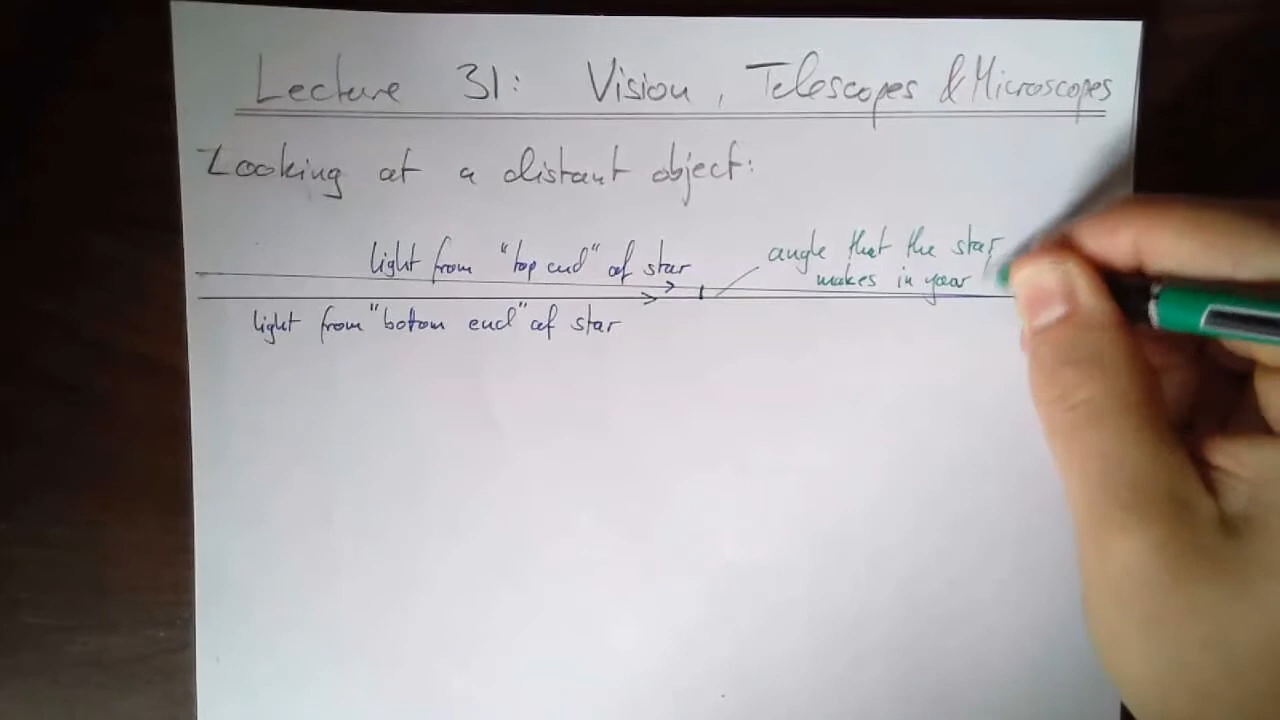 Lecture 31: Vision, Telescopes & Microscopes
Looking at a distant object:
light from "top end" of star
angle that the star
makes in your
light from "bottom end" of star